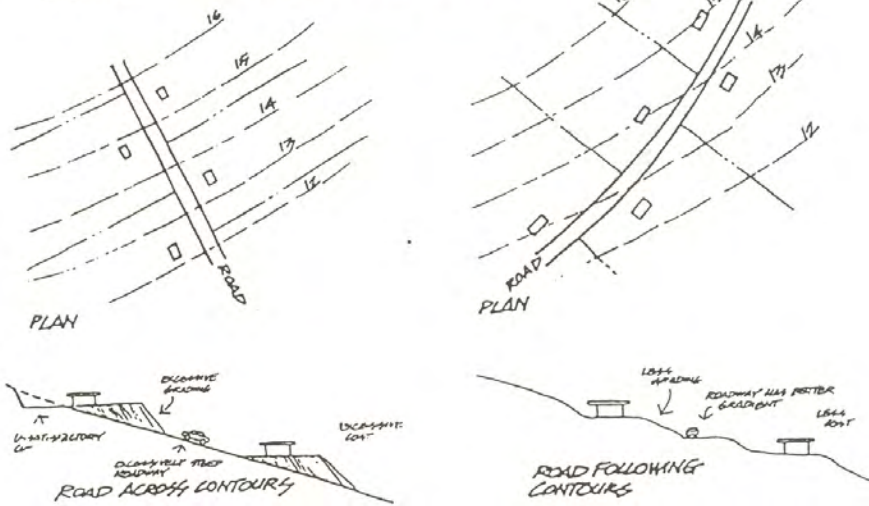 16
15
14
13
12
ROAD
PLAN
14
13
12
ROAD
PLAN
EXCESSIVE
GRADING
UNSATISFACTORY
CUT
EXCESSIVELY STEEP
ROADWAY
EXCESSIVE
COST
ROAD ACROSS CONTOURS
LESS
GRADING
ROADWAY HAS BETTER
GRADIENT
LESS
COST
ROAD FOLLOWING
CONTOURS